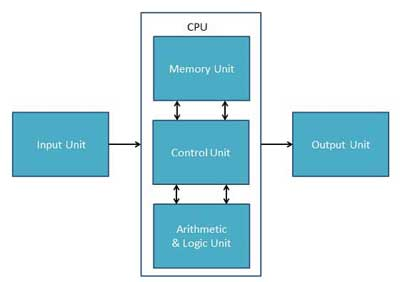 CPU
Memory Unit
Input Unit
Control Unit
Output Unit
Arithmetic
& Logic Unit